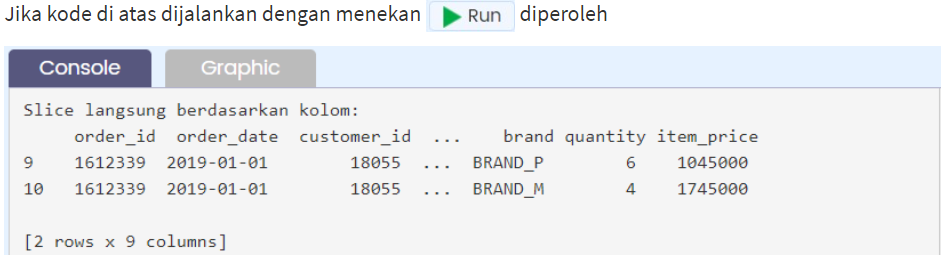 Jika kode di atas dijalankan dengan menekan Run diperoleh
Console Graphic
Slice langsung berdasarkan kolom:
order_id order_date customer_id ... brand quantity item_price
9 1612339 2019-01-01 18055 ... BRAND_P 6 1045000
10 1612339 2019-01-01 18055 ... BRAND_M 4 1745000
[2 rows x 9 columns]